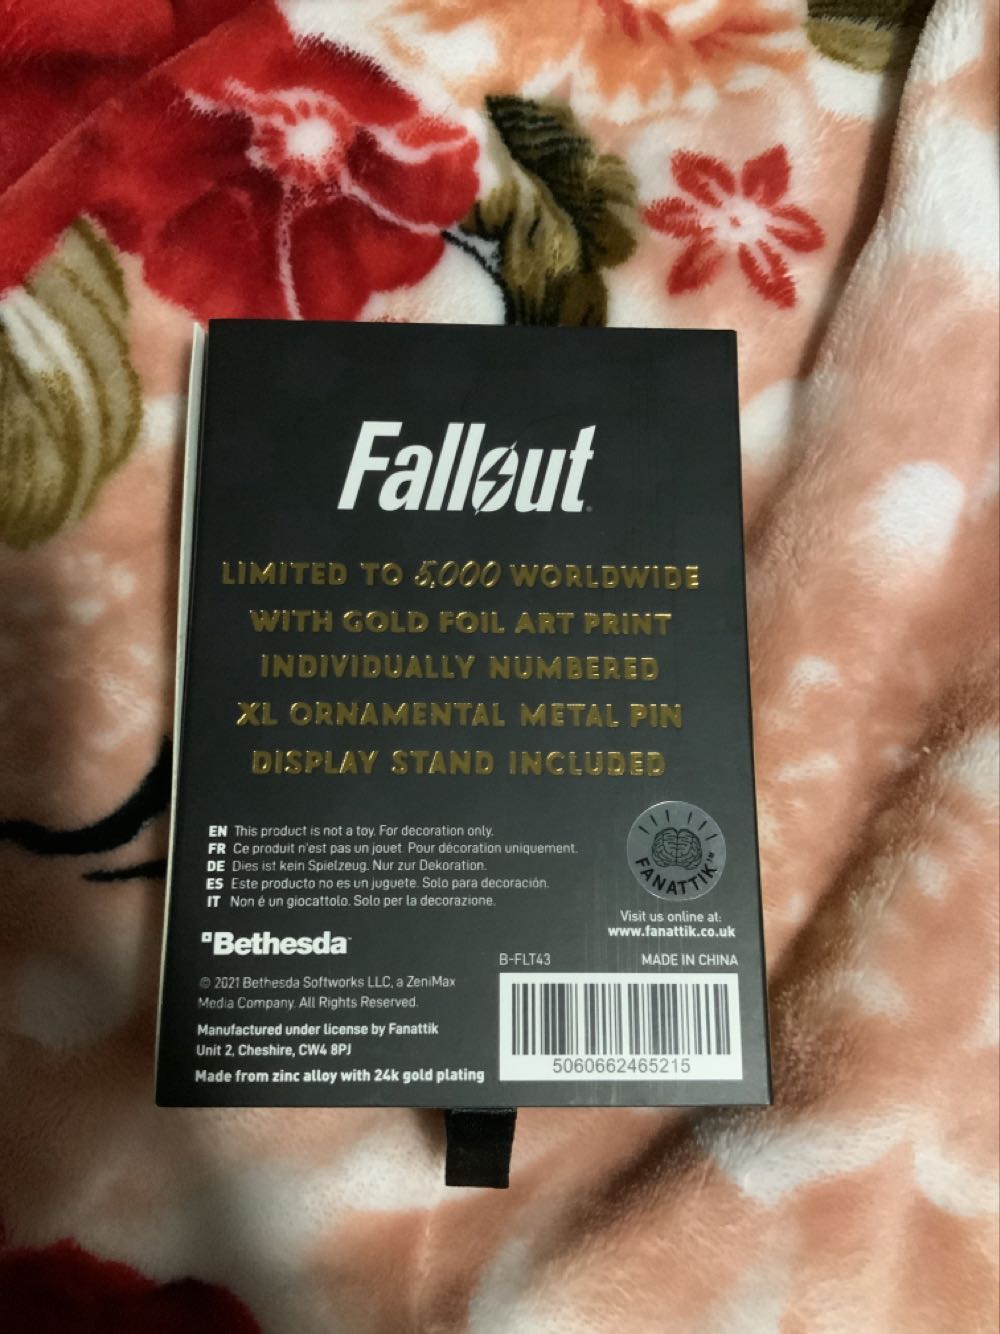 Fallout
LIMITED TO 5,000 WORLDWIDE
WITH GOLD FOIL ART PRINT
INDIVIDUALLY NUMBERED
XL ORNAMENTAL METAL PIN
DISPLAY STAND INCLUDED
EN This product is not a toy. For decoration only.
FR Ce produit n'est pas un jouet. Pour décoration uniquement.
DE Dies ist kein Spielzeug. Nur zur Dekoration.
ES Este producto no es un juguete. Solo para decoración.
IT Non é un giocattolo. Solo per la decorazione.
FANATTIK™
Visit us online at:
www.fanattik.co.uk
Bethesda
© 2021 Bethesda Softworks LLC, a ZeniMax
Media Company. All Rights Reserved.
Manufactured under license by Fanattik
Unit 2, Cheshire, CW4 8PJ
Made from zinc alloy with 24k gold plating
B-FLT43 MADE IN CHINA
5060662465215